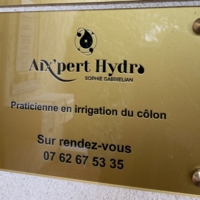 Aix'pert Hydro
SOPHIE GABRIELIAN
Praticienne en irrigation du côlon
Sur rendez-vous
07 62 67 53 35